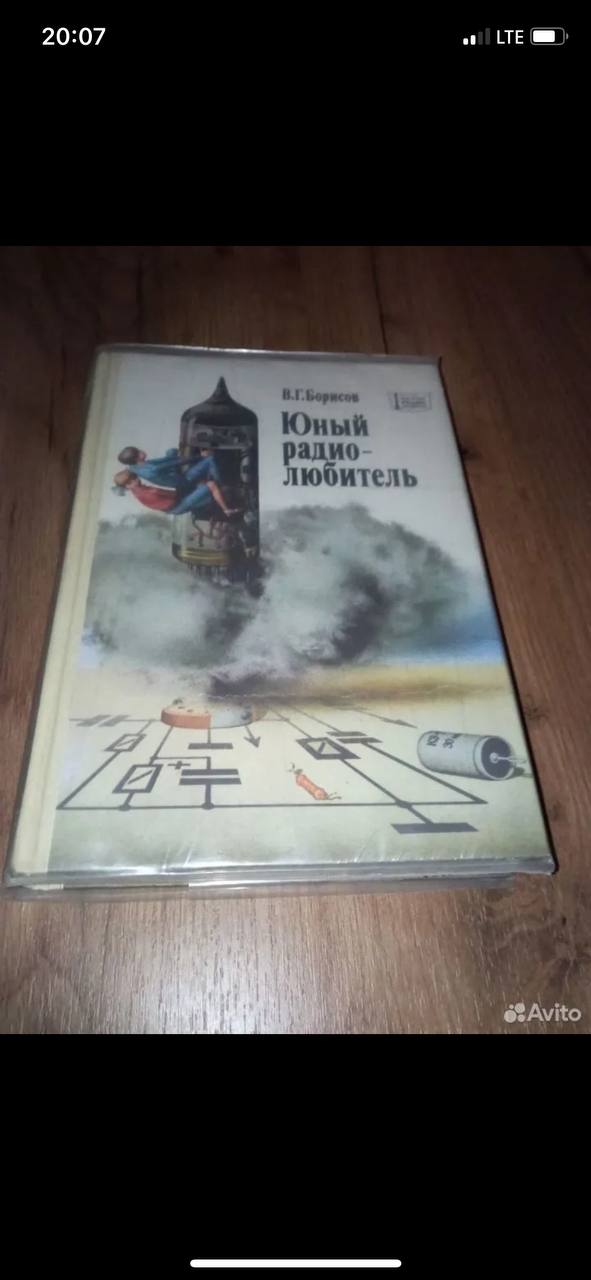 20:07
LTE
В.Г.Борисов
Юный
радио-
любитель
Avito